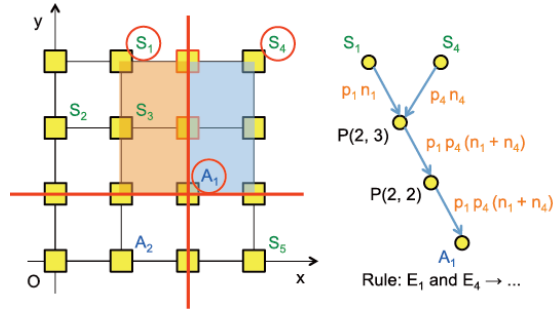 y
S₁
S₄
S₂
S₃
A₁
A₂
S₅
O
x
S₁
S₄
p₁ n₁
p₄ n₄
P(2, 3)
p₁ p₄ (n₁ + n₄)
P(2, 2)
p₁ p₄ (n₁ + n₄)
A₁
Rule: E₁ and E₄ → ...